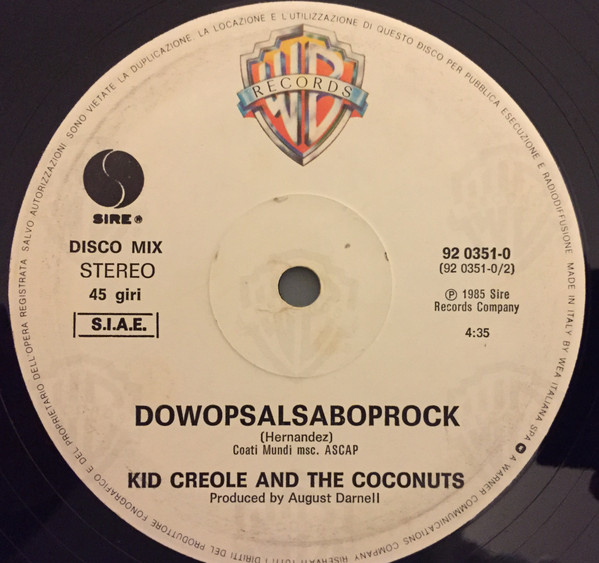 SONO VIETATE LA DUPLICAZIONE, LA LOCAZIONE E L'UTILIZZAZIONE DI QUESTO DISCO PER PUBBLICA ESECUZIONE E RADIODIFFUSIONE. MADE IN ITALY BY WEA ITALIANA SPA A WARNER COMMUNICATIONS COMPANY RISERVATI TUTTI I DIRITTI DEL PRODUTTORE FONOGRAFICO E DEL PROPRIETARIO DELL'OPERA REGISTRATA. SALVO AUTORIZZAZIONI.
WB
RECORDS
SIRE®
DISCO MIX
STEREO
45 giri
S.I.A.E.
92 0351-0
(92 0351-0/2)
℗ 1985 Sire
Records Company
4:35
DOWOPSALSABOPROCK
(Hernandez)
Coati Mundi msc. ASCAP
KID CREOLE AND THE COCONUTS
Produced by August Darnell